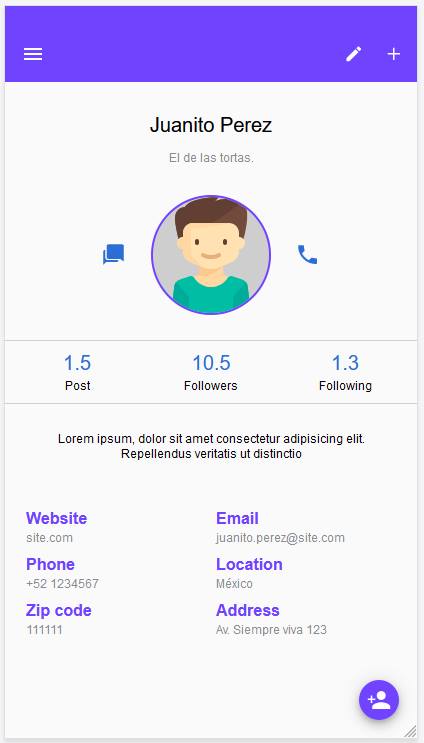 Juanito Perez
El de las tortas.
1.5
10.5
1.3
Post
Followers
Following
Lorem ipsum, dolor sit amet consectetur adipisicing elit.
Repellendus veritatis ut distinctio
Website
Email
site.com
juanito.perez@site.com
Phone
Location
+52 1234567
México
Zip code
Address
111111
Av. Siempre viva 123